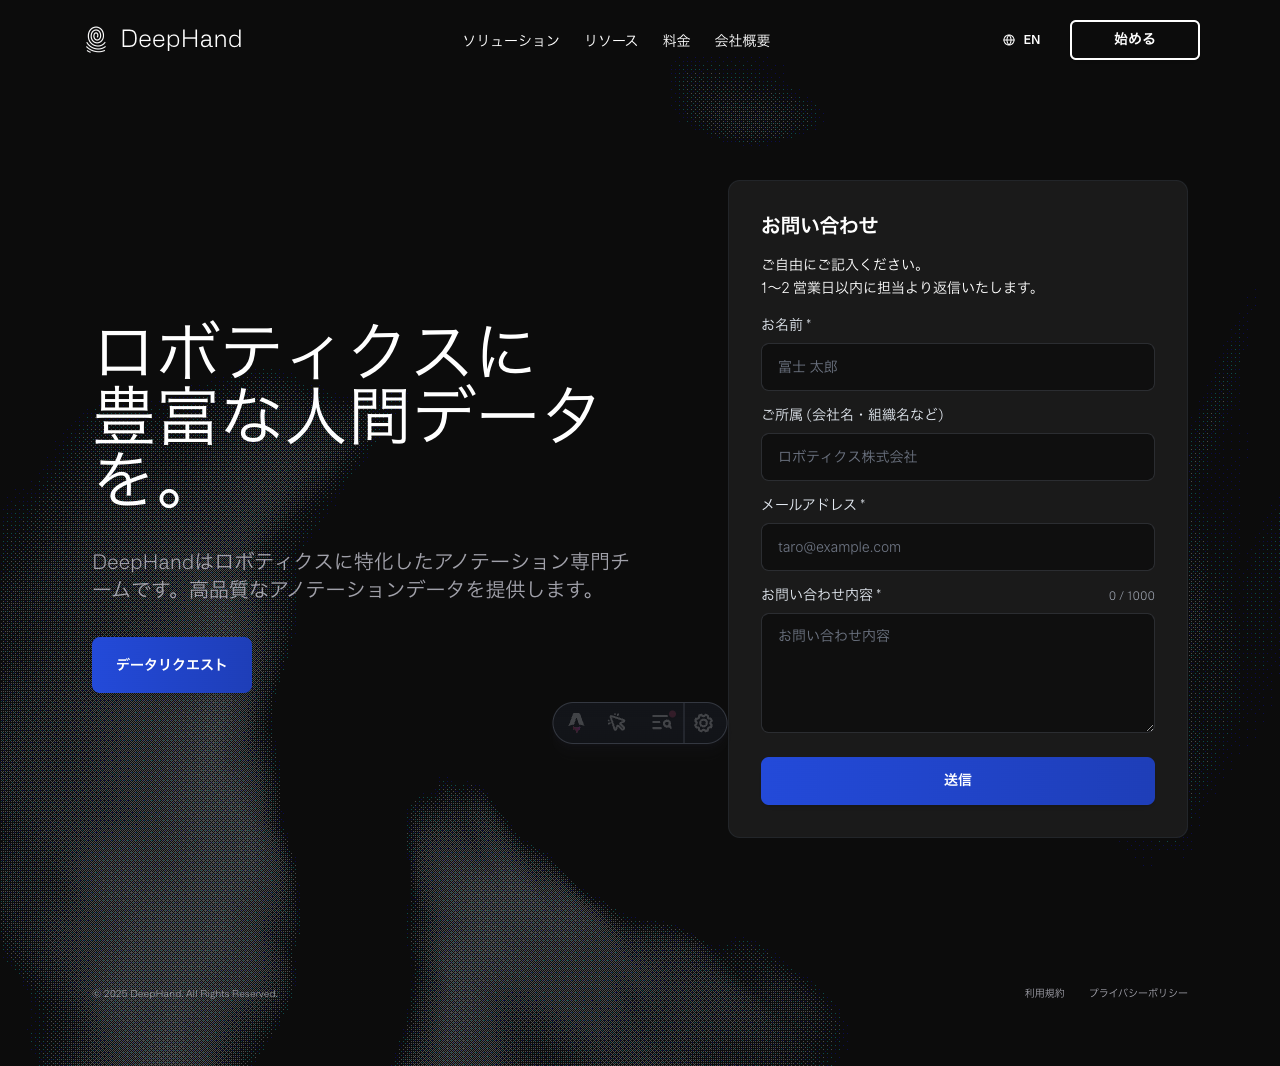 DeepHand
ソリューション
リソース
料金
会社概要
EN
始める
ロボティクスに
豊富な人間データ
を。
DeepHandはロボティクスに特化したアノテーション専門チ
ームです。高品質なアノテーションデータを提供します。
データリクエスト
お問い合わせ
ご自由にご記入ください。
1〜2 営業日以内に担当より返信いたします。
お名前 *
富士 太郎
ご所属 (会社名・組織名など)
ロボティクス株式会社
メールアドレス *
taro@example.com
お問い合わせ内容 *
0 / 1000
お問い合わせ内容
送信
© 2025 DeepHand. All Rights Reserved.
利用規約
プライバシーポリシー